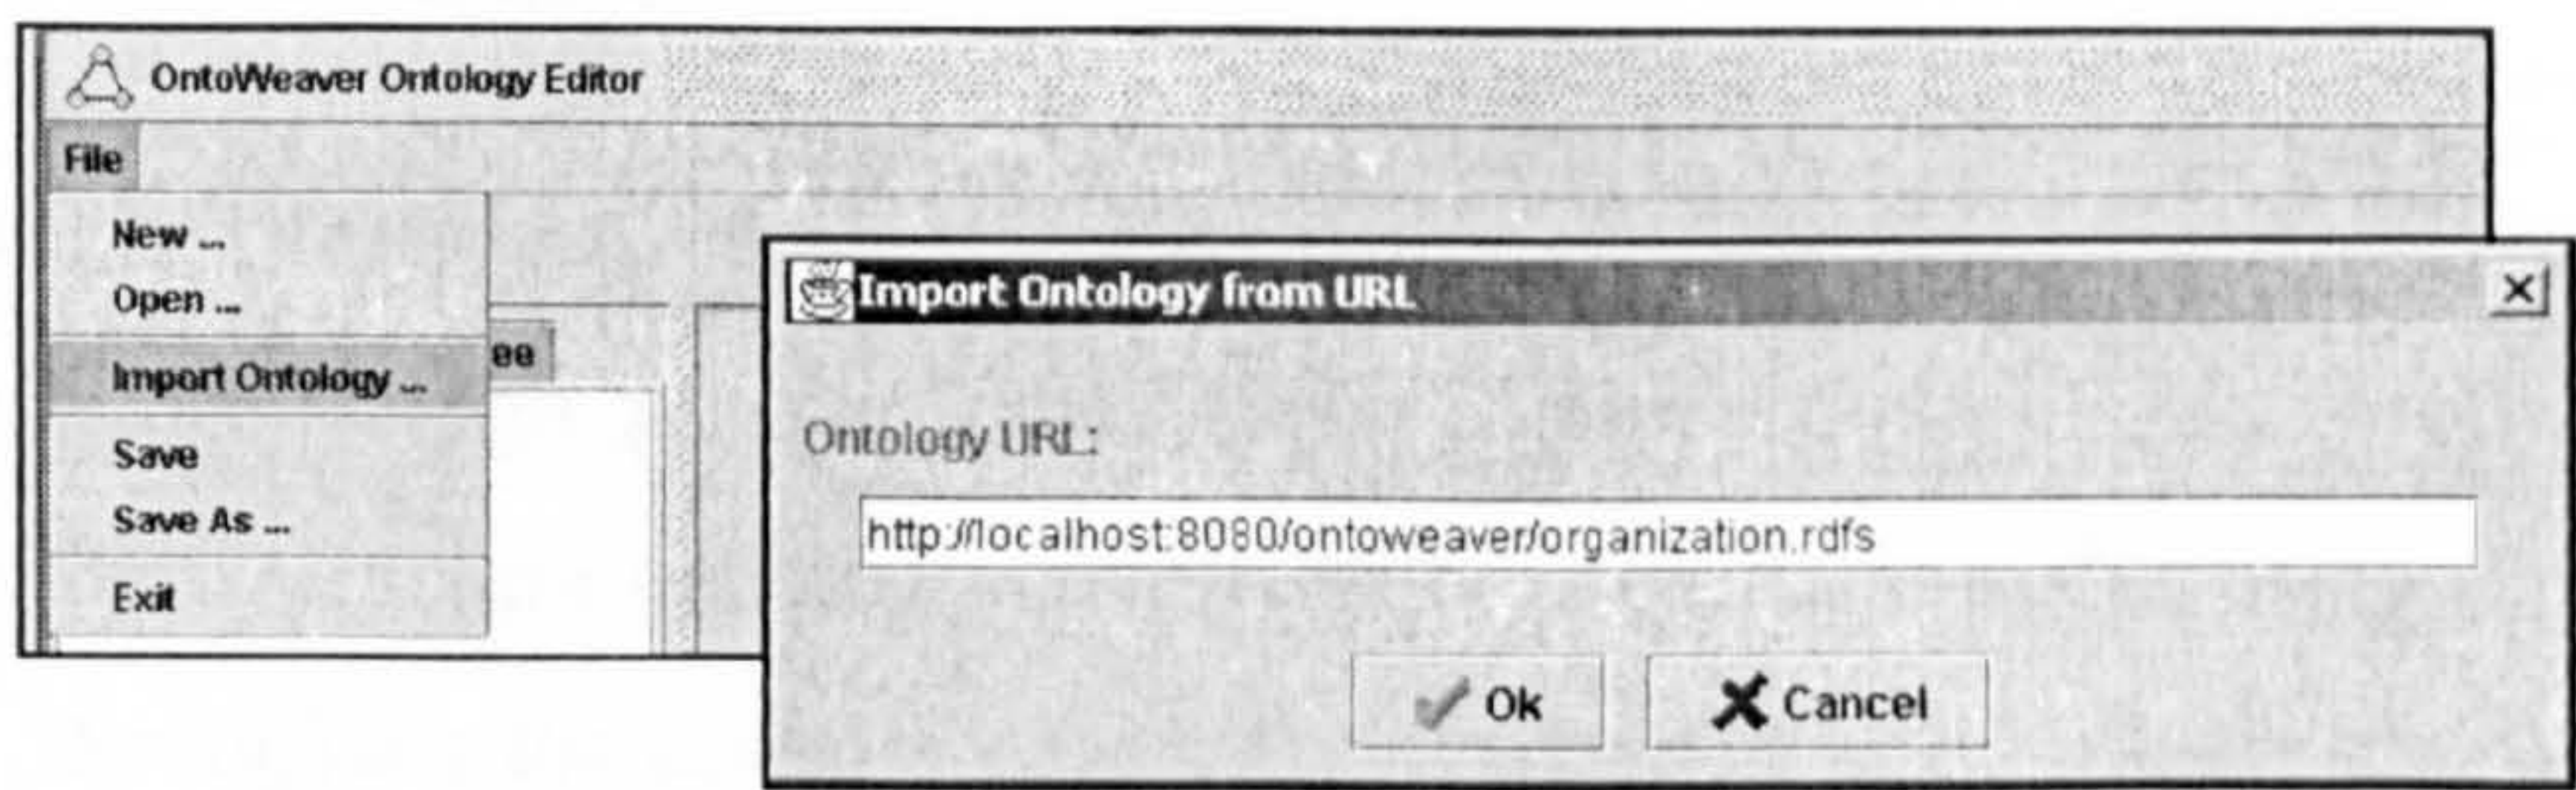 OntoWeaver Ontology Editor
File
New ...
Open ...
Import Ontology ...
ee
Save
Save As ...
Exit
Import Ontology from URL
Ontology URL:
http://localhost:8080/ontoweaver/organization.rdfs
Ok
Cancel